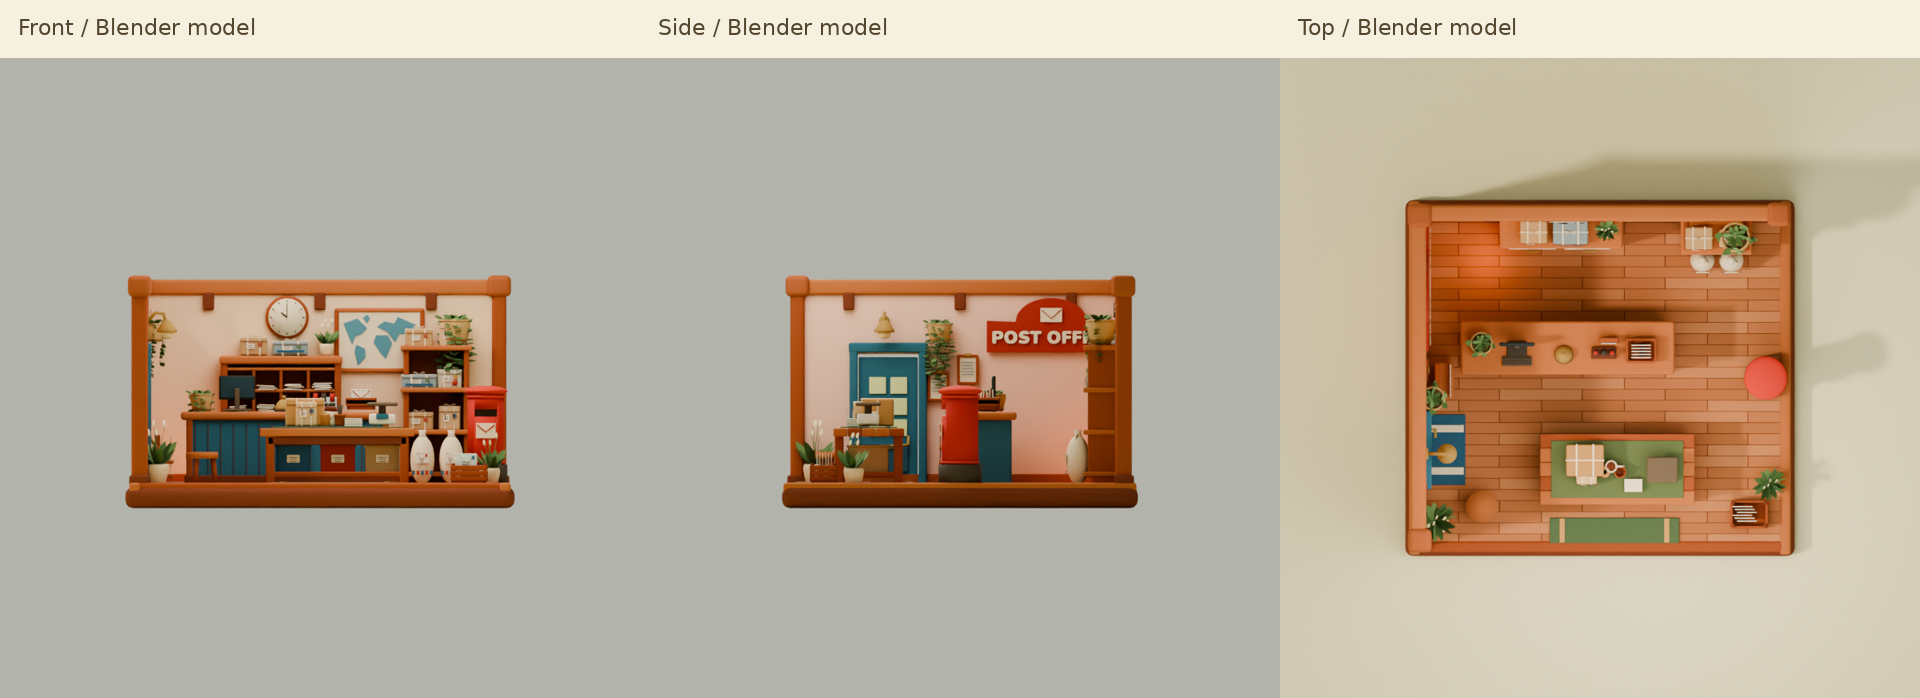 Front / Blender model
Side / Blender model
Top / Blender model
POST OFF